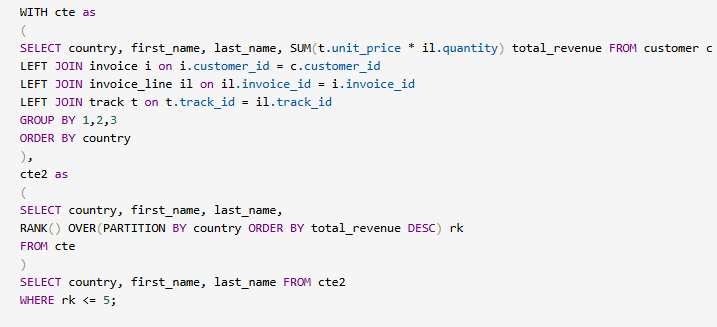 WITH cte as
(
SELECT country, first_name, last_name, SUM(t.unit_price * il.quantity) total_revenue FROM customer c
LEFT JOIN invoice i on i.customer_id = c.customer_id
LEFT JOIN invoice_line il on il.invoice_id = i.invoice_id
LEFT JOIN track t on t.track_id = il.track_id
GROUP BY 1,2,3
ORDER BY country
),
cte2 as
(
SELECT country, first_name, last_name,
RANK() OVER(PARTITION BY country ORDER BY total_revenue DESC) rk
FROM cte
)
SELECT country, first_name, last_name FROM cte2
WHERE rk <= 5;